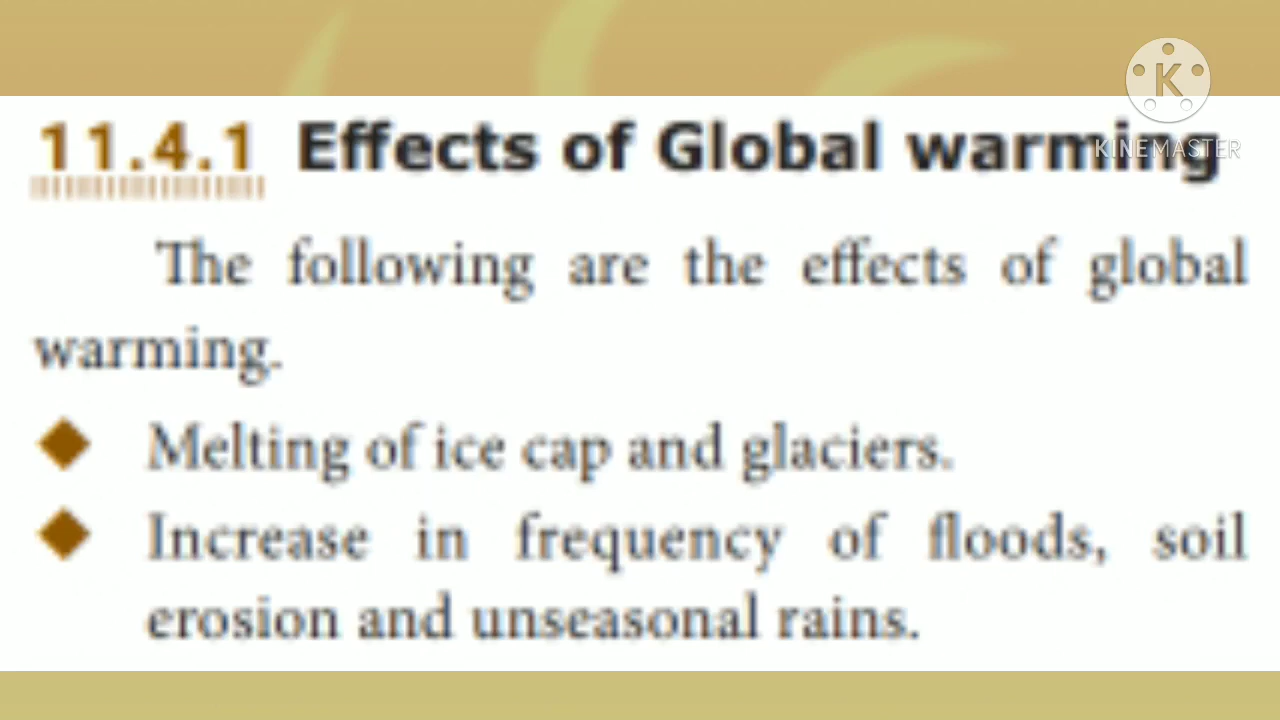 K
KINEMASTER
11.4.1 Effects of Global warming
The following are the effects of global
warming.
Melting of ice cap and glaciers.
Increase in frequency of floods, soil
erosion and unseasonal rains.